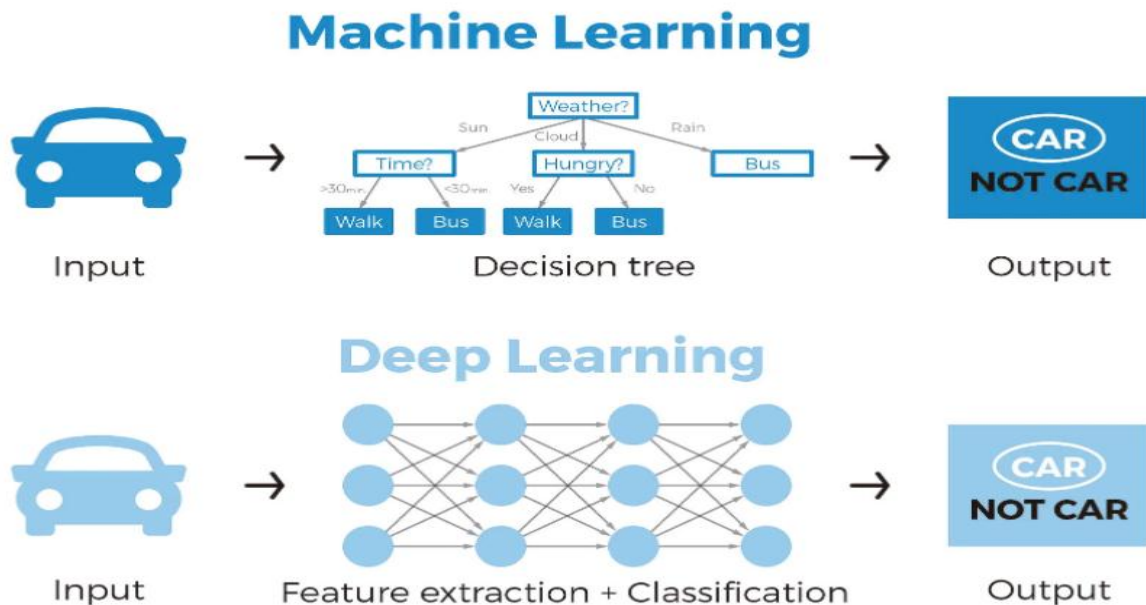 Machine Learning
Weather?
Sun Cloud Rain
Time? Hungry? Bus
>30min. <30min. Yes No
Walk Bus Walk Bus
CAR
NOT CAR
Input Decision tree Output
Deep Learning
CAR
NOT CAR
Input Feature extraction + Classification Output